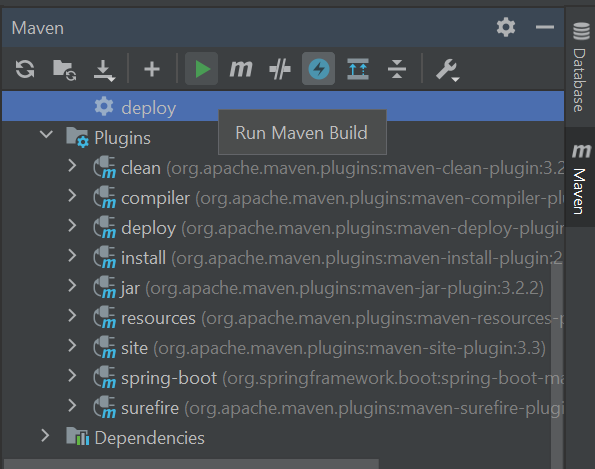 Maven
deploy
Run Maven Build
Plugins
clean (org.apache.maven.plugins:maven-clean-plugin:3.2
compiler (org.apache.maven.plugins:maven-compiler-pl
deploy (org.apache.maven.plugins:maven-deploy-plugin
install (org.apache.maven.plugins:maven-install-plugin:2
jar (org.apache.maven.plugins:maven-jar-plugin:3.2.2)
resources (org.apache.maven.plugins:maven-resources-p
site (org.apache.maven.plugins:maven-site-plugin:3.3)
spring-boot (org.springframework.boot:spring-boot-ma
surefire (org.apache.maven.plugins:maven-surefire-plugi
Dependencies
Database
Maven